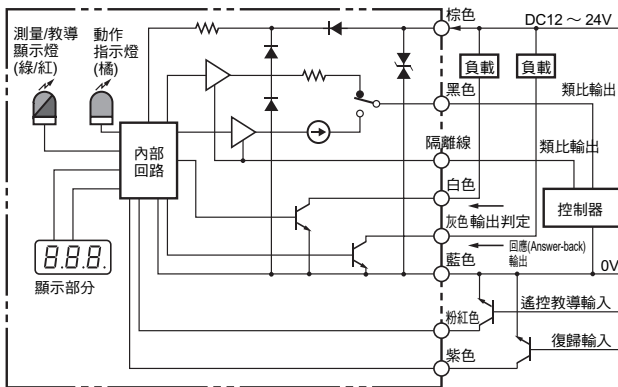 測量/教導
顯示燈
(綠/紅)
動作
指示燈
(橘)
棕色
DC12 ~ 24V
負載
負載
黑色
類比輸出
隔離線
類比輸出
內部
回路
白色
控制器
灰色
輸出判定
回應(Answer-back)
輸出
藍色
0V
8.8.8.
顯示部分
粉紅色
遙控教導輸入
復歸輸入
紫色